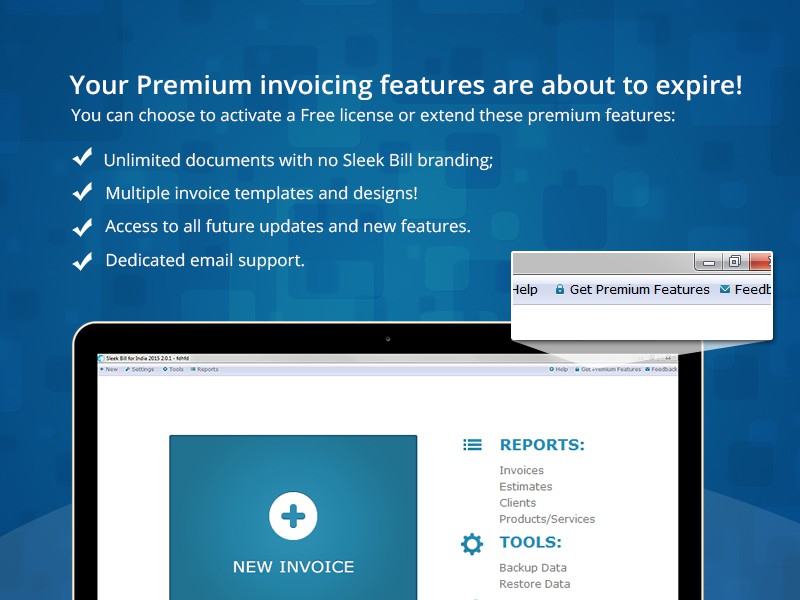 Your Premium invoicing features are about to expire!
You can choose to activate a Free license or extend these premium features:
Unlimited documents with no Sleek Bill branding;
Multiple invoice templates and designs!
Access to all future updates and new features.
Dedicated email support.
Help Get Premium Features Feedb
Sleek Bill for India 2015 2.0.1 - fdhfd
New Settings Tools Reports Help Get Premium Features Feedback
NEW INVOICE
REPORTS:
Invoices
Estimates
Clients
Products/Services
TOOLS:
Backup Data
Restore Data